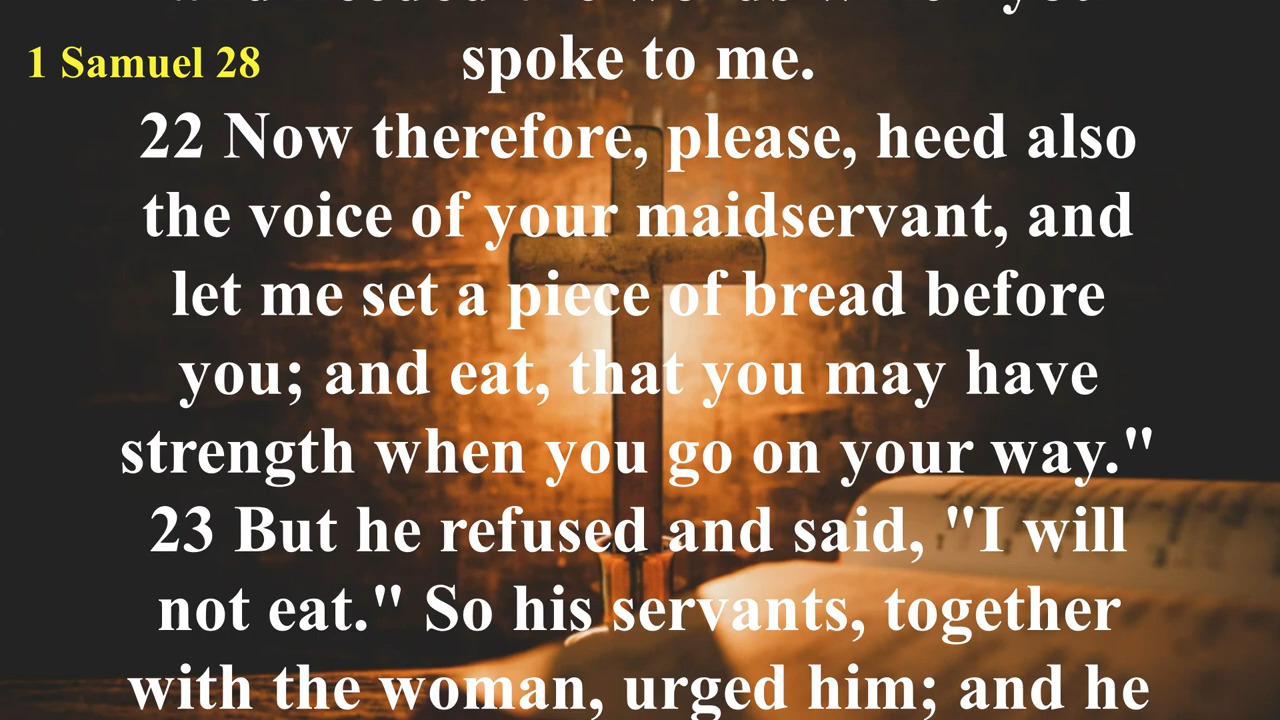 1 Samuel 28
spoke to me.
22 Now therefore, please, heed also
the voice of your maidservant, and
let me set a piece of bread before
you; and eat, that you may have
strength when you go on your way."
23 But he refused and said, "I will
not eat." So his servants, together
with the woman, urged him; and he